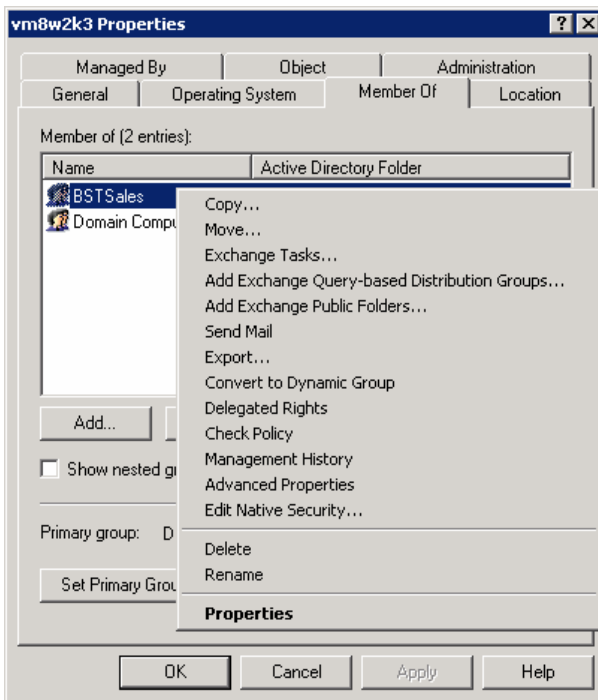 vm8w2k3 Properties
Managed By Object Administration
General Operating System Member Of Location
Member of (2 entries):
Name Active Directory Folder
BSTSales
Domain Compu
Copy...
Move...
Exchange Tasks...
Add Exchange Query-based Distribution Groups...
Add Exchange Public Folders...
Send Mail
Export...
Convert to Dynamic Group
Delegated Rights
Check Policy
Management History
Advanced Properties
Edit Native Security...
Delete
Rename
Properties
Add...
Show nested gr
Primary group: D
Set Primary Grou
OK Cancel Apply Help